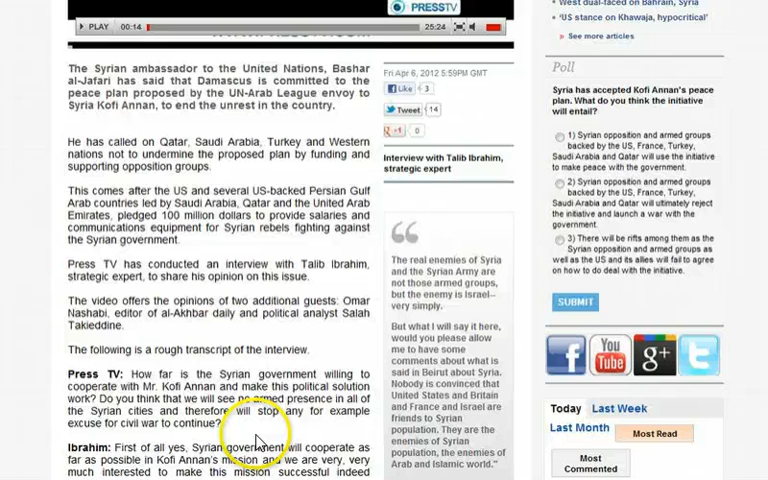 PRESSTV
PLAY 00:14 25:24
The Syrian ambassador to the United Nations, Bashar
al-Jafari has said that Damascus is committed to the
peace plan proposed by the UN-Arab League envoy to
Syria Kofi Annan, to end the unrest in the country.
He has called on Qatar, Saudi Arabia, Turkey and Western
nations not to undermine the proposed plan by funding and
supporting opposition groups.
This comes after the US and several US-backed Persian Gulf
Arab countries led by Saudi Arabia, Qatar and the United Arab
Emirates, pledged 100 million dollars to provide salaries and
communications equipment for Syrian rebels fighting against
the Syrian government.
Press TV has conducted an interview with Talib Ibrahim,
strategic expert, to share his opinion on this issue.
The video offers the opinions of two additional guests: Omar
Nashabi, editor of al-Akhbar daily and political analyst Salah
Takieddine.
The following is a rough transcript of the interview.
Press TV: How far is the Syrian government willing to
cooperate with Mr. Kofi Annan and make this political solution
work? Do you think that we will see no armed presence in all of
the Syrian cities and therefore will stop any for example
excuse for civil war to continue?
Ibrahim: First of all yes, Syrian government will cooperate as
far as possible in Kofi Annan's mission and we are very, very
much interested to make this mission successful indeed
Fri Apr 6, 2012 5:59PM GMT
Like 3
Tweet 14
+1 0
Interview with Talib Ibrahim,
strategic expert
The real enemies of Syria
and the Syrian Army are
not those armed groups,
but the enemy is Israel--
very simply.
But what I will say it here,
would you please allow
me to have some
comments about what is
said in Beirut about Syria.
Nobody is convinced that
United States and Britain
and France and Israel are
friends to Syrian
population. They are the
enemies of Syrian
population, the enemies of
Arab and Islamic world."
West dual-faced on Bahrain, Syria
'US stance on Khawaja, hypocritical'
See more articles
Poll
Syria has accepted Kofi Annan's peace
plan. What do you think the initiative
will entail?
1) Syrian opposition and armed groups
backed by the US, France, Turkey,
Saudi Arabia and Qatar will use the initiative
to make peace with the government.
2) Syrian opposition and armed groups
backed by the US, France, Turkey,
Saudi Arabia and Qatar will ultimately reject
the initiative and launch a war with the
government.
3) There will be rifts among them as the
Syrian opposition and armed groups as
well as the US and its allies will fail to agree
on how to do deal with the initiative.
SUBMIT
f You Tube g+ t
Today Last Week
Last Month Most Read
Most
Commented